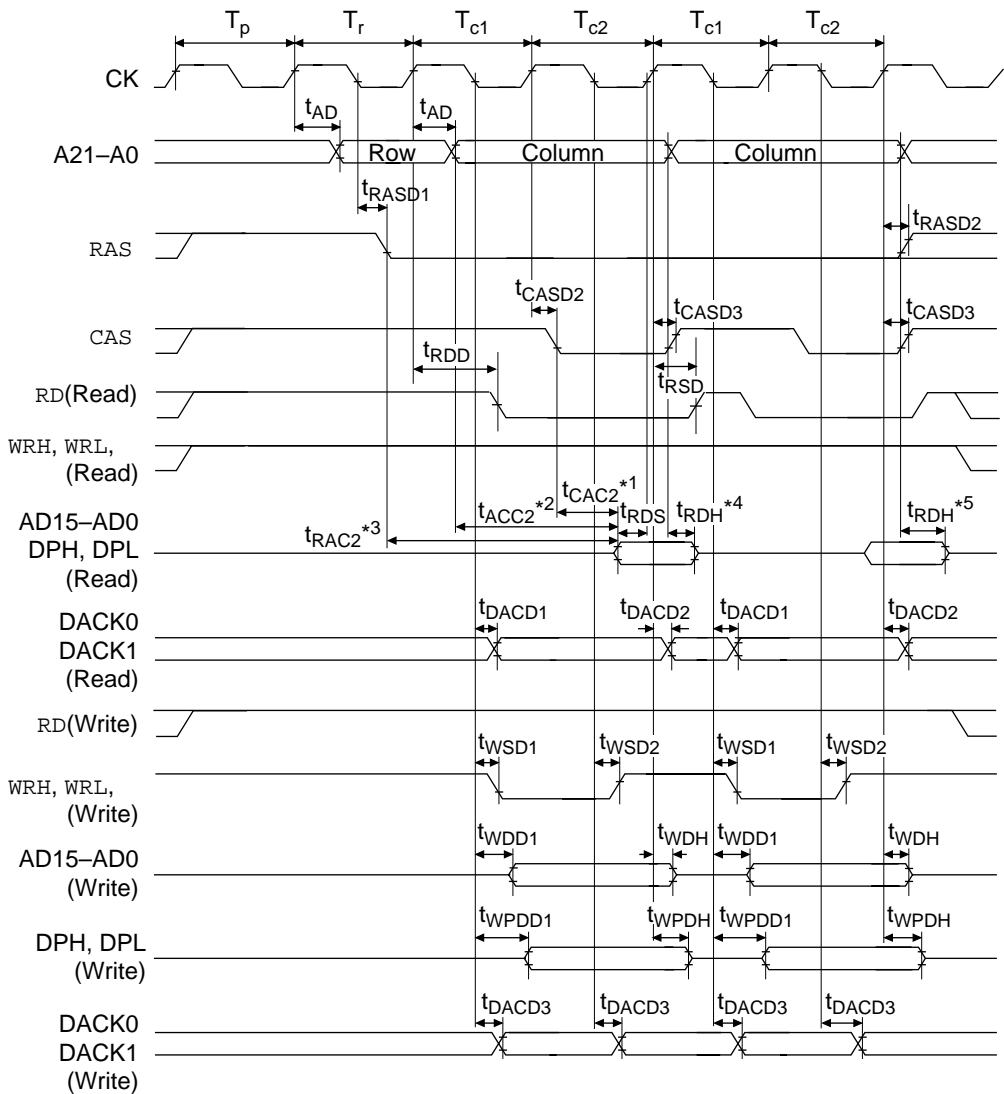 Tp Tr Tc1 Tc2 Tc1 Tc2
CK
tAD tAD
A21–A0 Row Column Column
tRASD1
tRASD2
RAS
tCASD2
tCASD3 tCASD3
CAS
tRDD
tRSD
RD(Read)
WRH, WRL,
(Read)
tCAC2*1
AD15–AD0 tACC2*2 tRDS tRDH*4 tRDH*5
DPH, DPL tRAC2*3
(Read)
DACK0 tDACD1 tDACD2 tDACD1 tDACD2
DACK1
(Read)
RD(Write)
tWSD1 tWSD2 tWSD1 tWSD2
WRH, WRL,
(Write)
AD15–AD0 tWDD1 tWDH tWDD1 tWDH
(Write)
DPH, DPL tWPDD1 tWPDH tWPDD1 tWPDH
(Write)
DACK0 tDACD3 tDACD3 tDACD3 tDACD3
DACK1
(Write)